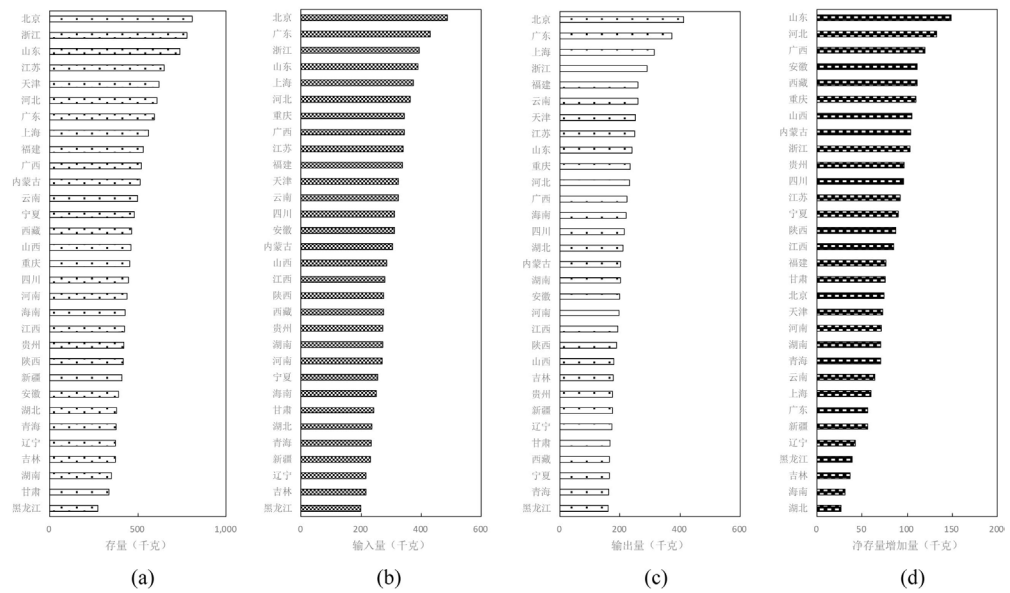 北京
浙江
山东
江苏
天津
河北
广东
上海
福建
广西
内蒙古
云南
宁夏
西藏
山西
重庆
四川
河南
海南
江西
贵州
陕西
新疆
安徽
湖北
青海
辽宁
吉林
湖南
甘肃
黑龙江
0 500 1,000
存量（千克）
(a)
北京
广东
浙江
山东
上海
河北
重庆
广西
江苏
福建
天津
云南
四川
安徽
内蒙古
山西
江西
陕西
西藏
贵州
湖南
河南
宁夏
海南
甘肃
湖北
青海
新疆
辽宁
吉林
黑龙江
0 200 400 600
输入量（千克）
(b)
北京
广东
上海
浙江
福建
云南
天津
江苏
山东
重庆
河北
广西
海南
四川
湖北
内蒙古
湖南
安徽
河南
江西
陕西
山西
吉林
贵州
新疆
辽宁
甘肃
西藏
宁夏
青海
黑龙江
0 200 400 600
输出量（千克）
(c)
山东
河北
广西
安徽
西藏
重庆
山西
内蒙古
浙江
贵州
四川
江苏
宁夏
陕西
江西
福建
甘肃
北京
天津
河南
湖南
青海
云南
上海
广东
新疆
辽宁
黑龙江
吉林
海南
湖北
0 50 100 150 200
净存量增加量（千克）
(d)